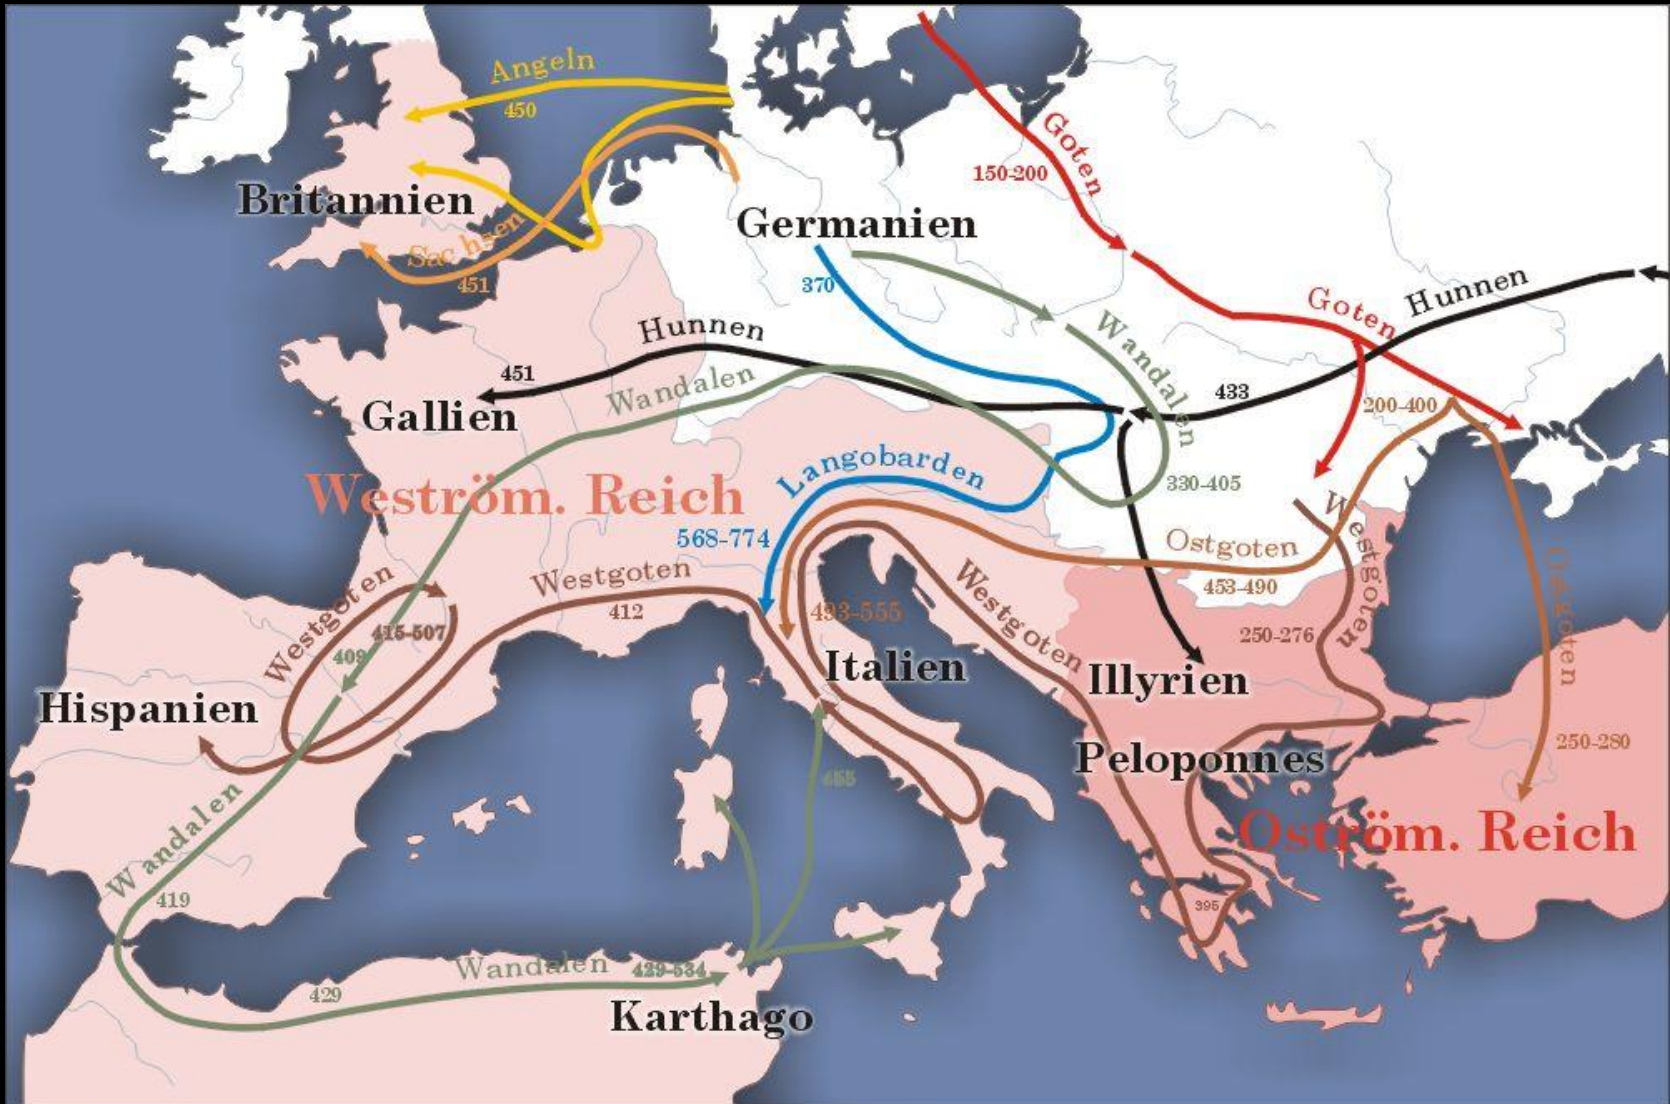 Angeln
450
Goten
150-200
Britannien
Sachsen
451
Germanien
370
Hunnen
451
Gallien
Wandalen
Wandalen
330-405
Goten
Hunnen
433
200-400
Weström. Reich
Langobarden
568-774
Ostgoten
453-490
Westgoten
250-276
Ostgoten
250-280
Westgoten
415-507
409
Westgoten
412
493-555
Westgoten
Italien
Illyrien
Hispanien
Peloponnes
Oström. Reich
455
395
Wandalen
419
Wandalen
429-534
429
Karthago